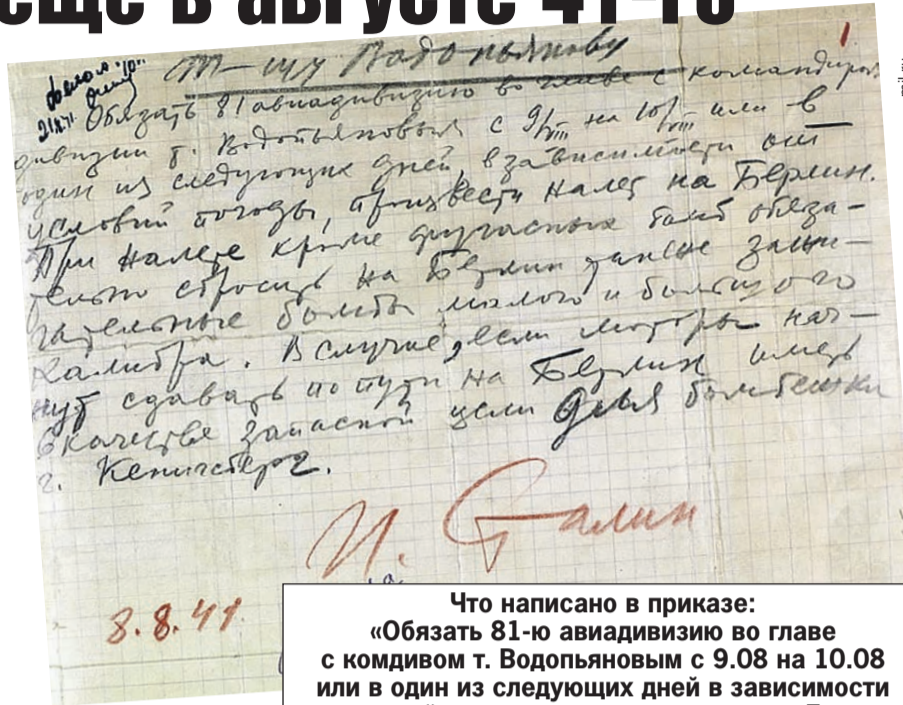 еще в августе 41-го
1
Т-щу Водопьянову
Обязать 81 авиадивизию во главе с командиром
дивизии т. Водопьяновым с 9/VIII на 10/VIII или в
один из следующих дней, в зависимости от
условий погоды, произвести налет на Берлин.
При налете кроме фугасных бомб обяза–
тельно сбросить на Берлин также зажи–
гательные бомбы малого и большого
калибра. В случае, если моторы нач–
нут сдавать по пути на Берлин иметь
в качестве запасной цели для бомбежки
г. Кенигсберг.
И. Сталин
8.8.41
Что написано в приказе:
«Обязать 81-ю авиадивизию во главе
с комдивом т. Водопьяновым с 9.08 на 10.08
или в один из следующих дней в зависимости